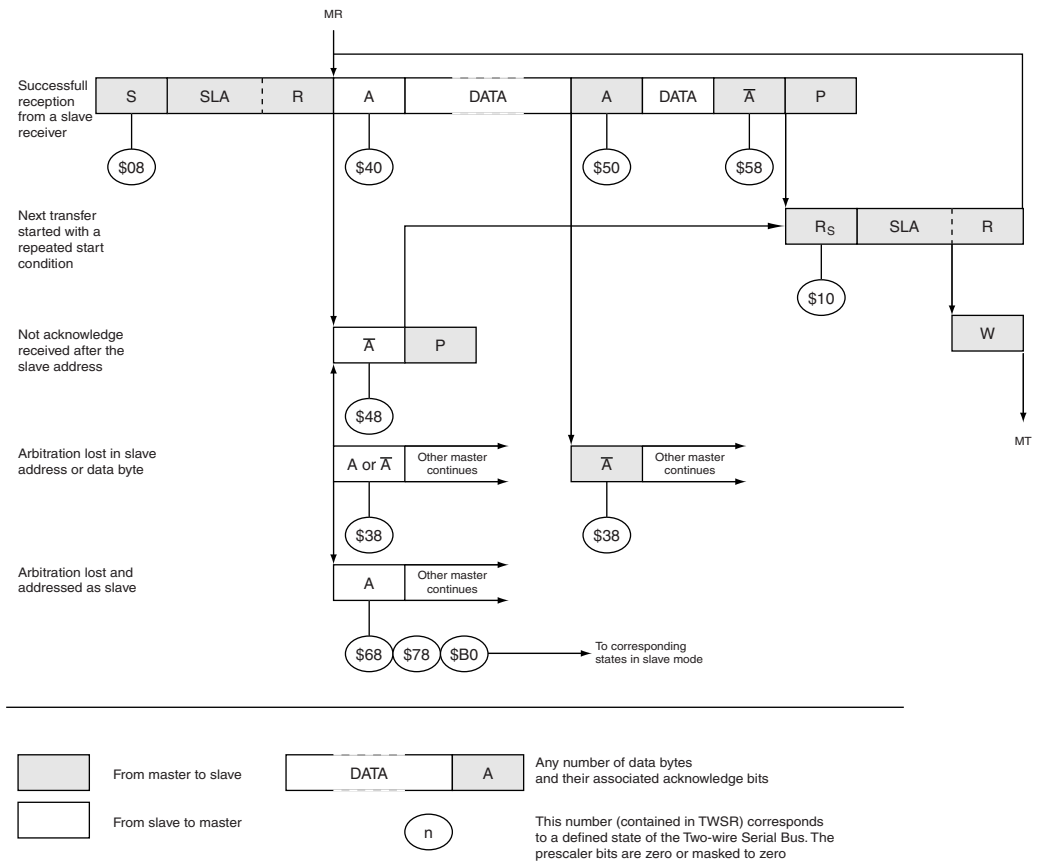 MR
Successfull
reception
from a slave
receiver
S SLA R A DATA A DATA A̅ P
$08 $40 $50 $58
Next transfer
started with a
repeated start
condition
RS SLA R
$10
Not acknowledge
received after the
slave address
A̅ P
W
$48
MT
Arbitration lost in slave
address or data byte
A or A̅
Other master
continues
A̅
Other master
continues
$38 $38
Arbitration lost and
addressed as slave
A
Other master
continues
$68 $78 $B0
To corresponding
states in slave mode
From master to slave
DATA A
Any number of data bytes
and their associated acknowledge bits
From slave to master
n
This number (contained in TWSR) corresponds
to a defined state of the Two-wire Serial Bus. The
prescaler bits are zero or masked to zero